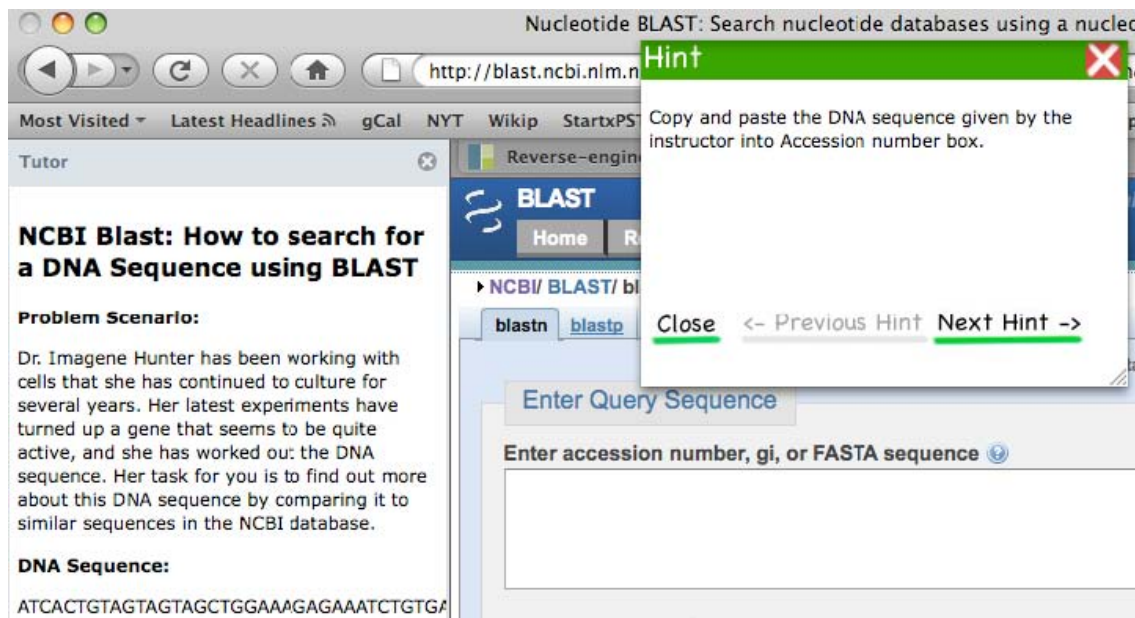 Nucleotide BLAST: Search nucleotide databases using a
http://blast.ncbi.nlm.n
Hint
Most Visited Latest Headlines gCal NYT Wikip StartxPST
Copy and paste the DNA sequence given by the
instructor into Accession number box.
Close <- Previous Hint Next Hint ->
Tutor
NCBI Blast: How to search for
a DNA Sequence using BLAST
Problem Scenario:
Dr. Imagene Hunter has been working with
cells that she has continued to culture for
several years. Her latest experiments have
turned up a gene that seems to be quite
active, and she has worked out the DNA
sequence. Her task for you is to find out more
about this DNA sequence by comparing it to
similar sequences in the NCBI database.
DNA Sequence:
ATCACTGTAGTAGTAGCTGGAAAGAGAAATCTGTGA
Reverse-engin
BLAST
Home R
NCBI/ BLAST/ bl
blastn blastp
Enter Query Sequence
Enter accession number, gi, or FASTA sequence